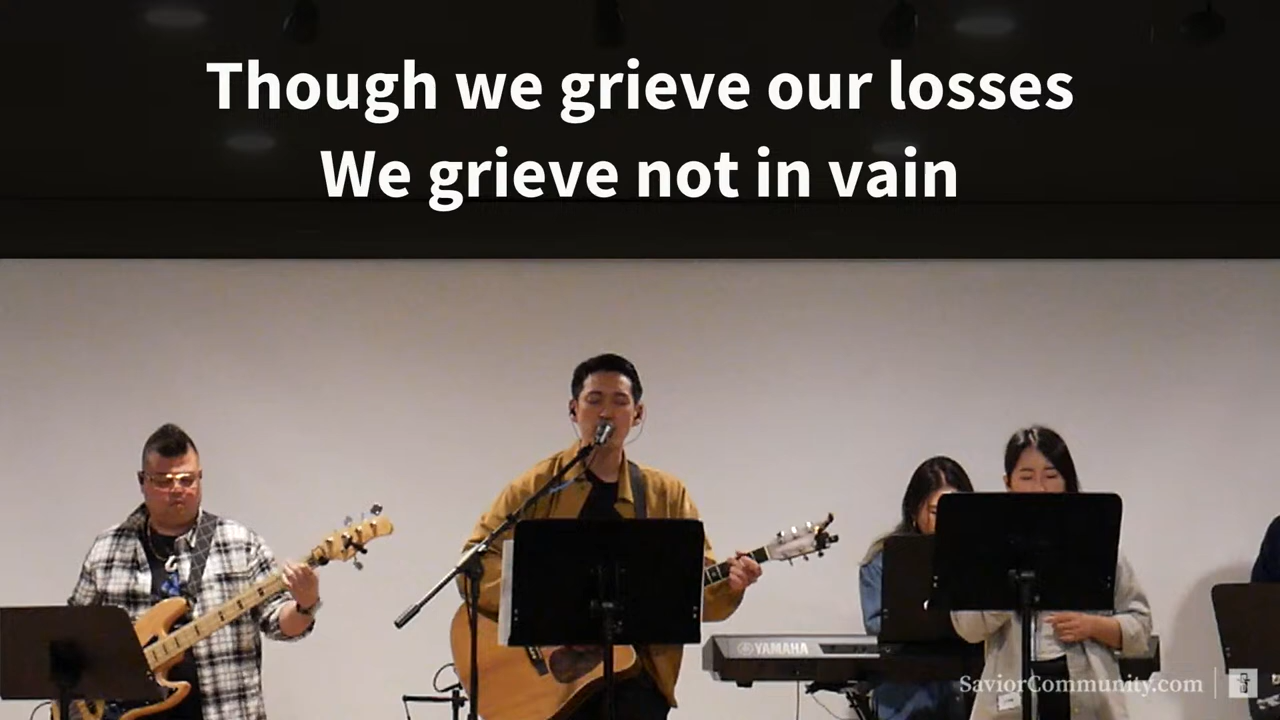 Though we grieve our losses
We grieve not in vain
YAMAHA
SaviorCommunity.com